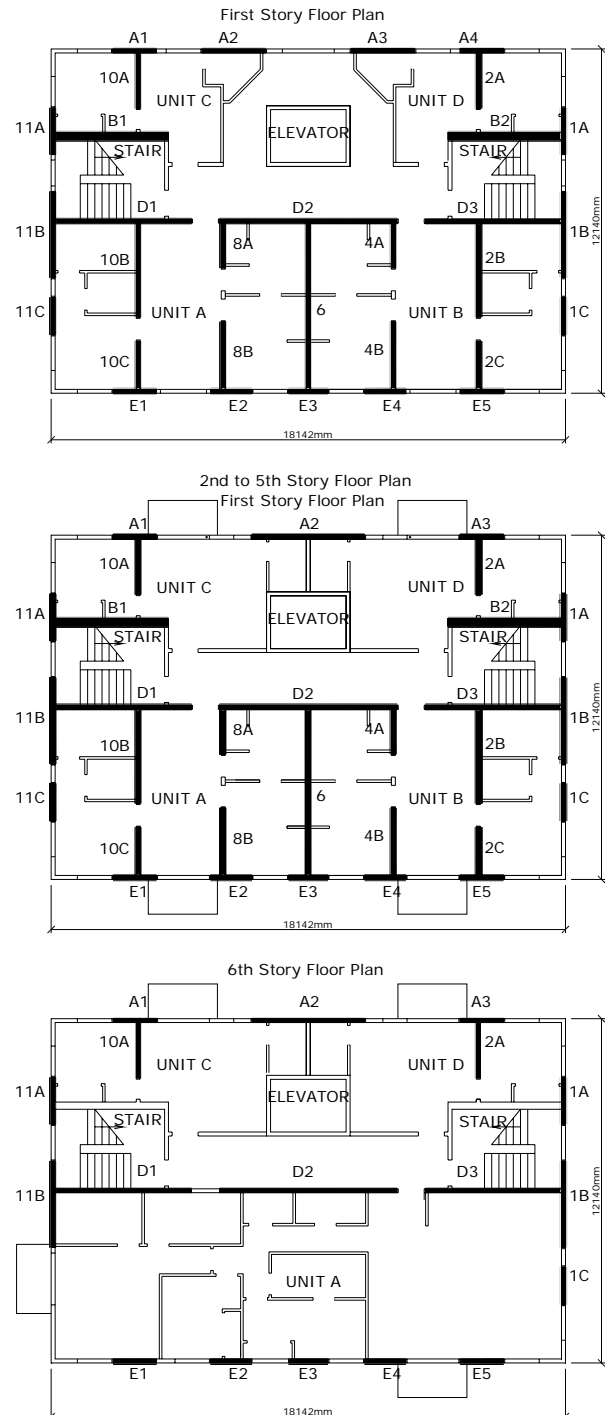 First Story Floor Plan
A1 A2 A3 A4
10A 2A
UNIT C UNIT D
11A B1 ELEVATOR B2 1A
STAIR STAIR
D1 D2 D3
11B 8A 4A 1B
10B 2B
11C UNIT A 6 UNIT B 1C
10C 8B 4B 2C
E1 E2 E3 E4 E5
12140mm
18142mm
2nd to 5th Story Floor Plan
First Story Floor Plan
A1 A2 A3
10A UNIT C UNIT D 2A
11A B1 ELEVATOR B2 1A
STAIR STAIR
D1 D2 D3
11B 8A 4A 1B
10B 2B
11C UNIT A 6 UNIT B 1C
10C 8B 4B 2C
E1 E2 E3 E4 E5
12140mm
18142mm
6th Story Floor Plan
A1 A2 A3
10A UNIT C UNIT D 2A
11A ELEVATOR 1A
STAIR STAIR
D1 D2 D3
11B 1B
UNIT A 1C
E1 E2 E3 E4 E5
12140mm
18142mm